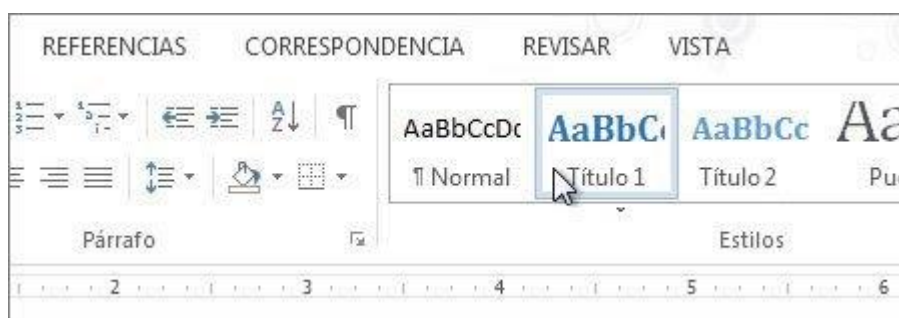 REFERENCIAS CORRESPONDENCIA REVISAR VISTA
AaBbCcDc AaBbC AaBbCc Aa
¶ Normal Título 1 Título 2 Pu
Párrafo Estilos
2 3 4 5 6